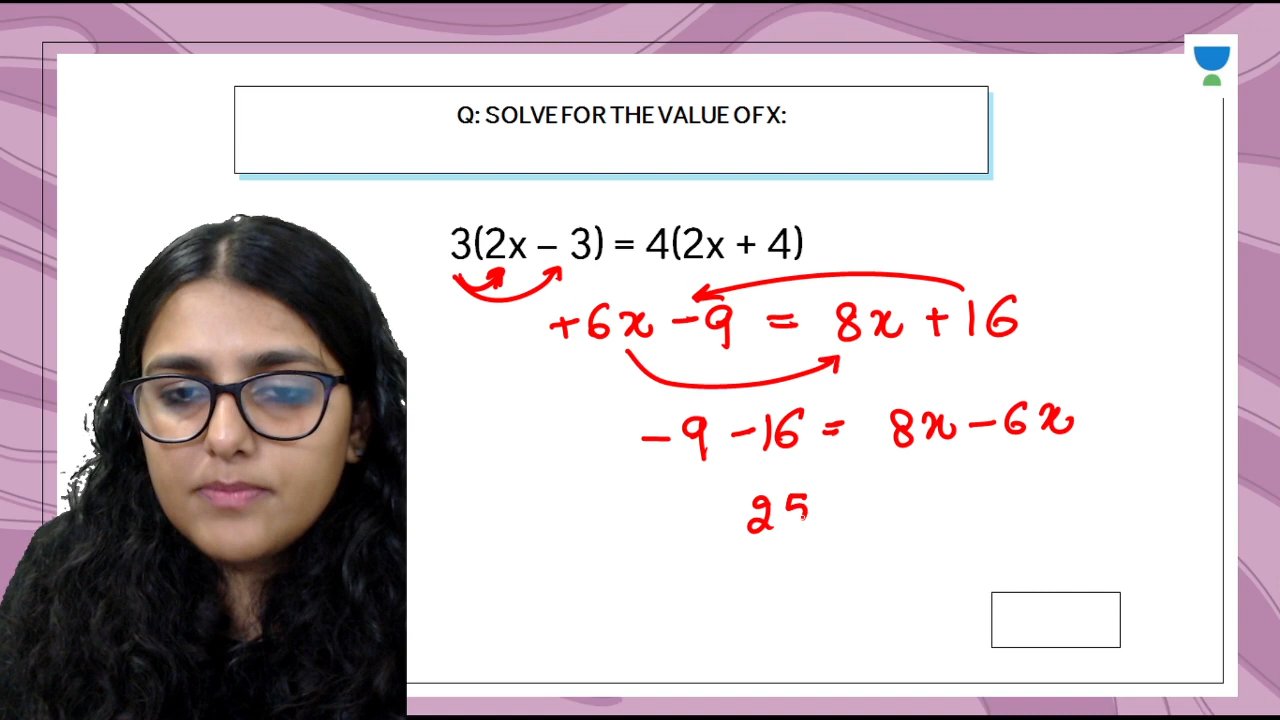 Q: SOLVE FOR THE VALUE OF X:
3(2x – 3) = 4(2x + 4)
+6x -9 = 8x + 16
-9 -16 = 8x - 6x
25